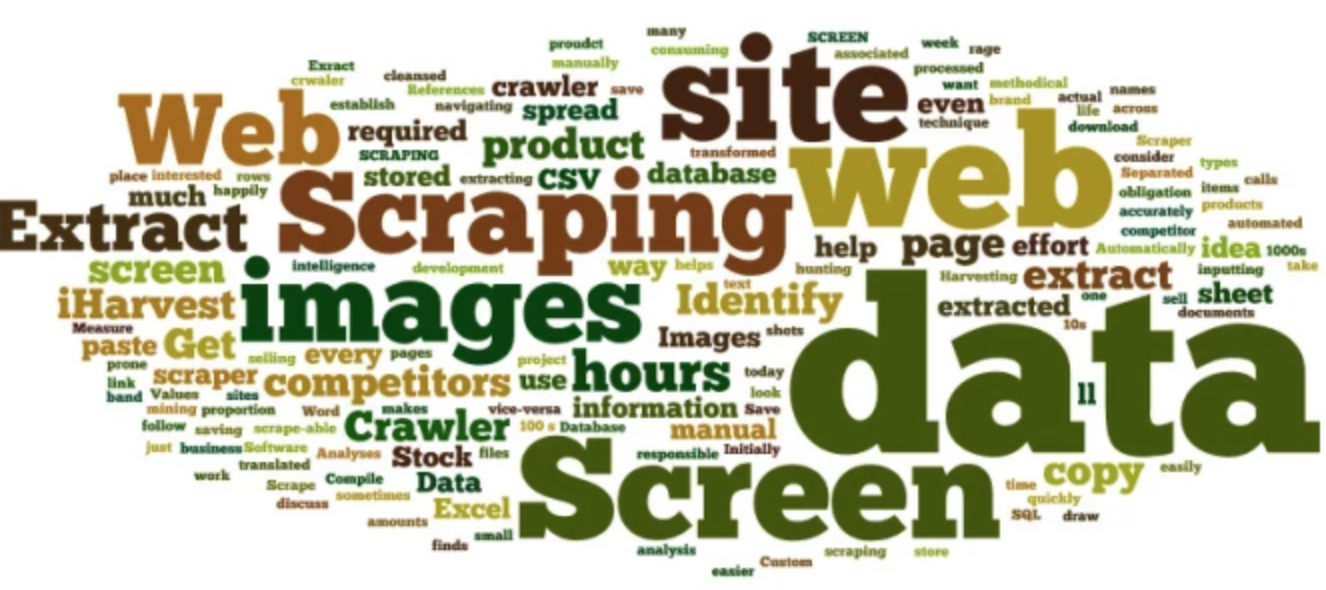 many
SCREEN
week
rage
proudct
consuming
associated
manually
processed
Exract
cleansed
crwaler
References
crawler
save
site
want
methodical
actual
names
brand
life
across
establish
navigating
spread
even
technique
download
Web
required
product
transformed
web
Scraper
SCRAPING
consider
types
place
interested
rows
stored
extracting
csv
database
Separated
calls
much
happily
Scraping
obligation
items
products
accurately
Extract
competitor
automated
help
page
effort
Automatically
idea
1000s
screen
intelligence
development
way
helps
hunting
Harvesting
extract
inputting
take
iHarvest
images
text
Identify
extracted
one
sell
sheet
documents
Measure
Images
shots
data
10s
paste
Get
selling
every
pages
project
hours
prone
link
scraper
competitors
use
today
look
band
Values
sites
ll
mining
proportion
Word
makes
vice-versa
information
Save
follow
saving
scrape-able
Crawler
100 s
Database
manual
just
business
Software
Analyses
Stock
files
responsible
Initially
translated
work
Scrape
Compile
Data
Screen
copy
easily
discuss
sometimes
time
quickly
amounts
Excel
SQL
draw
finds
small
analysis
scraping
store
Custom
easier